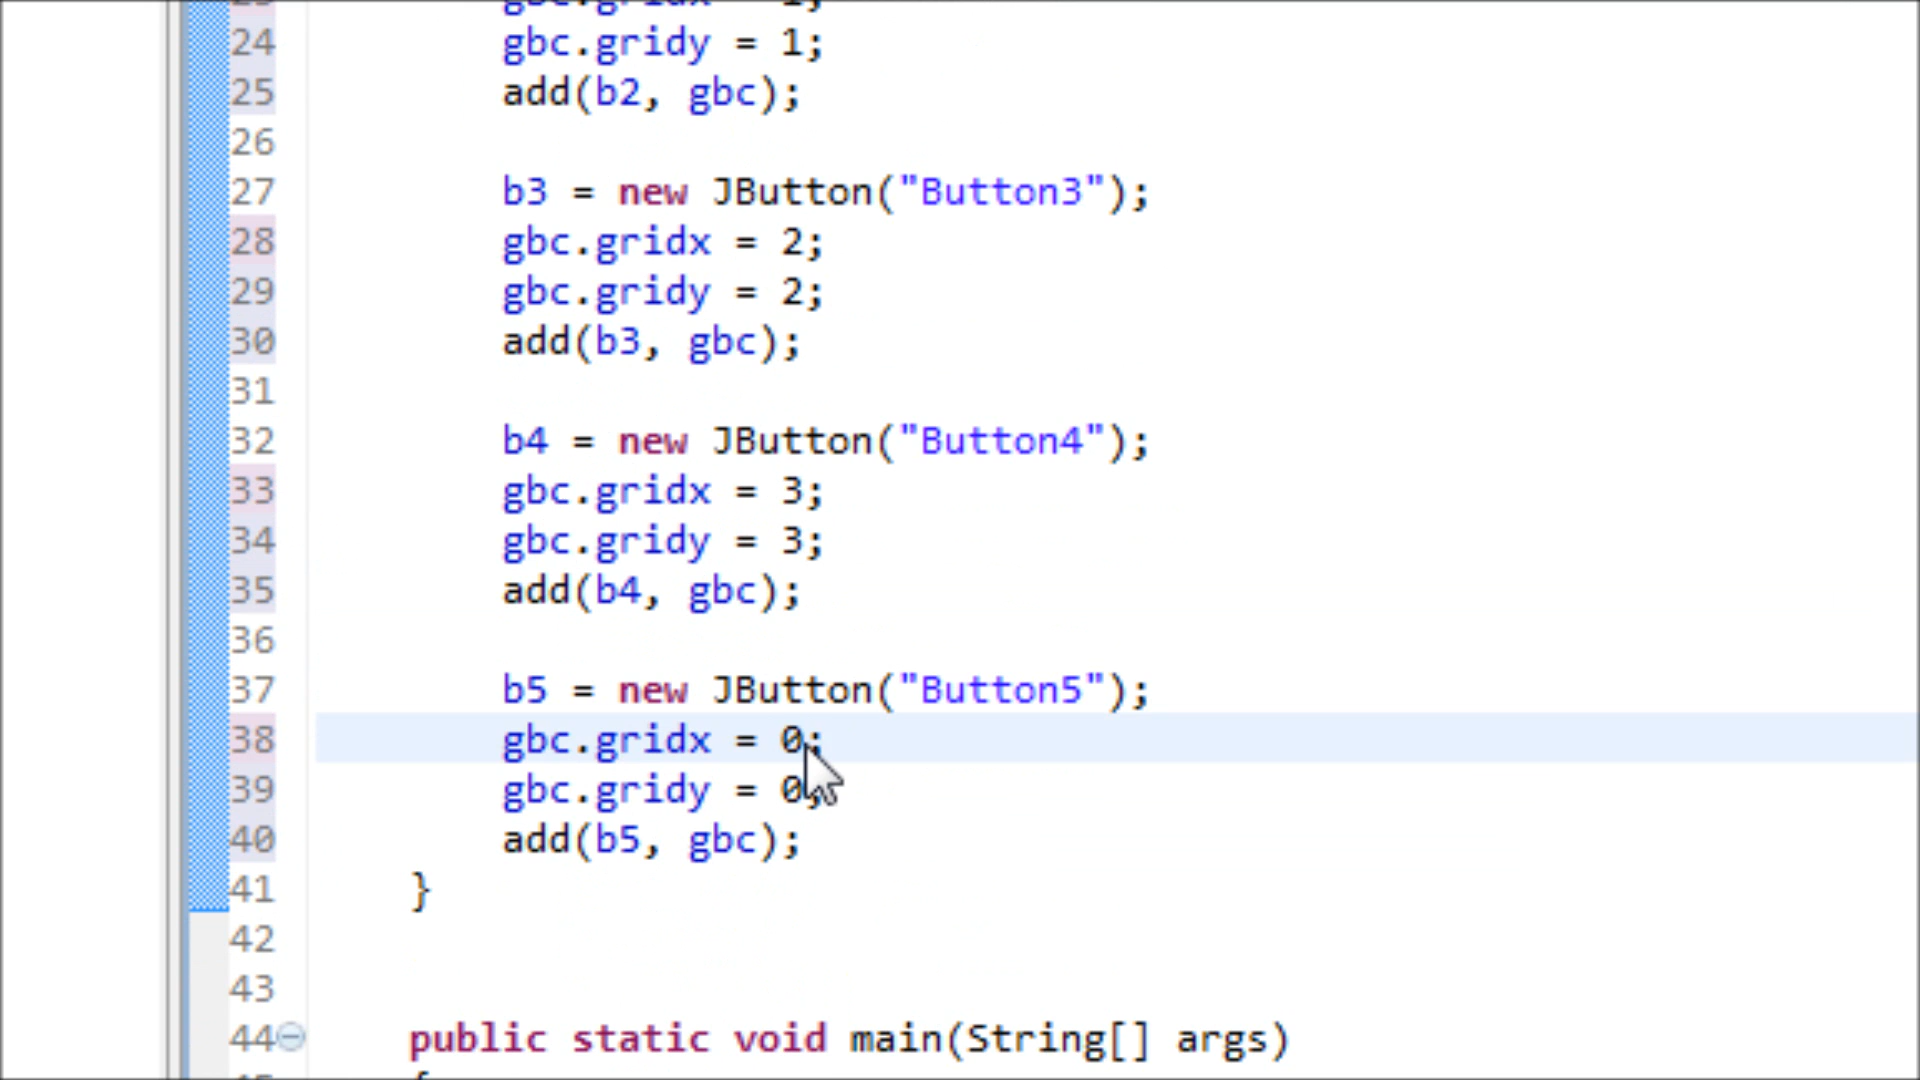 24 gbc.gridy = 1;
25 add(b2, gbc);
26
27 b3 = new JButton("Button3");
28 gbc.gridx = 2;
29 gbc.gridy = 2;
30 add(b3, gbc);
31
32 b4 = new JButton("Button4");
33 gbc.gridx = 3;
34 gbc.gridy = 3;
35 add(b4, gbc);
36
37 b5 = new JButton("Button5");
38 gbc.gridx = 0;
39 gbc.gridy = 0;
40 add(b5, gbc);
41 }
42
43
44 public static void main(String[] args)